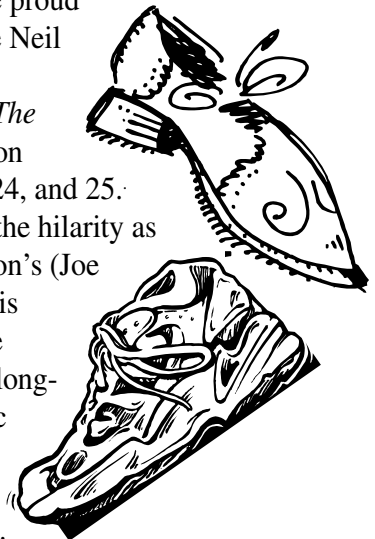 proud
Neil
The
on
24, and 25.
the hilarity as
on's (Joe
is
long-
c